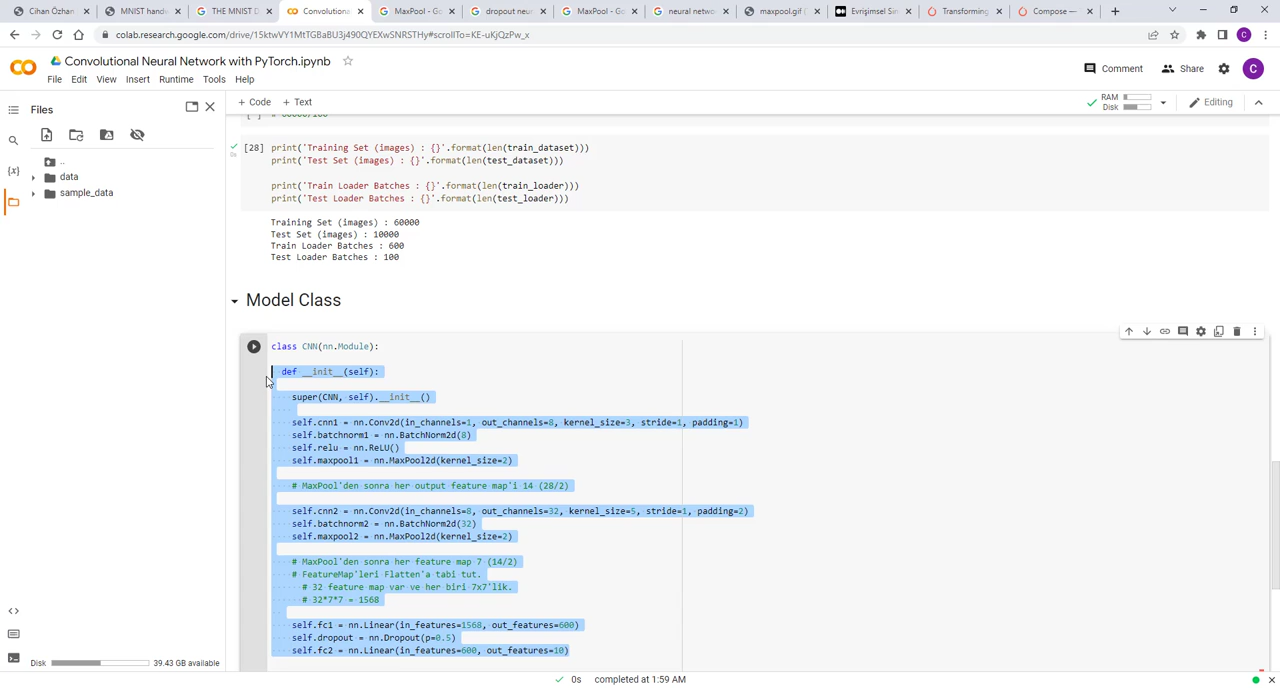 Cihan Özhan
MNIST handw
THE MNIST D
Convolutional
MaxPool - Go
dropout neu
MaxPool - Go
neural netwo
maxpool.gif (
Evrişimsel Sin
Transforming
Compose —
colab.research.google.com/drive/15ktwVY1MtTGBaBU3j490QYEXwSNRSTHy#scrollTo=KE-uKjQzPw_x
C
Convolutional Neural Network with PyTorch.ipynb
File Edit View Insert Runtime Tools Help
Comment
Share
C
Files
+ Code + Text
RAM
Disk
Editing
..
data
sample_data
[ ] * 60000/100
[28] print('Training Set (images) : {}'.format(len(train_dataset)))
print('Test Set (images) : {}'.format(len(test_dataset)))
print('Train Loader Batches : {}'.format(len(train_loader)))
print('Test Loader Batches : {}'.format(len(test_loader)))
Training Set (images) : 60000
Test Set (images) : 10000
Train Loader Batches : 600
Test Loader Batches : 100
Model Class
class CNN(nn.Module):
def __init__(self):
super(CNN, self).__init__()
self.cnn1 = nn.Conv2d(in_channels=1, out_channels=8, kernel_size=3, stride=1, padding=1)
self.batchnorm1 = nn.BatchNorm2d(8)
self.relu = nn.ReLU()
self.maxpool1 = nn.MaxPool2d(kernel_size=2)
# MaxPool'den sonra her output feature map'i 14 (28/2)
self.cnn2 = nn.Conv2d(in_channels=8, out_channels=32, kernel_size=5, stride=1, padding=2)
self.batchnorm2 = nn.BatchNorm2d(32)
self.maxpool2 = nn.MaxPool2d(kernel_size=2)
# MaxPool'den sonra her feature map 7 (14/2)
# FeatureMap'leri Flatten'a tabi tut.
# 32 feature map var ve her biri 7x7'lik.
# 32*7*7 = 1568
self.fc1 = nn.Linear(in_features=1568, out_features=600)
self.dropout = nn.Dropout(p=0.5)
self.fc2 = nn.Linear(in_features=600, out_features=10)
Disk
39.43 GB available
0s completed at 1:59 AM